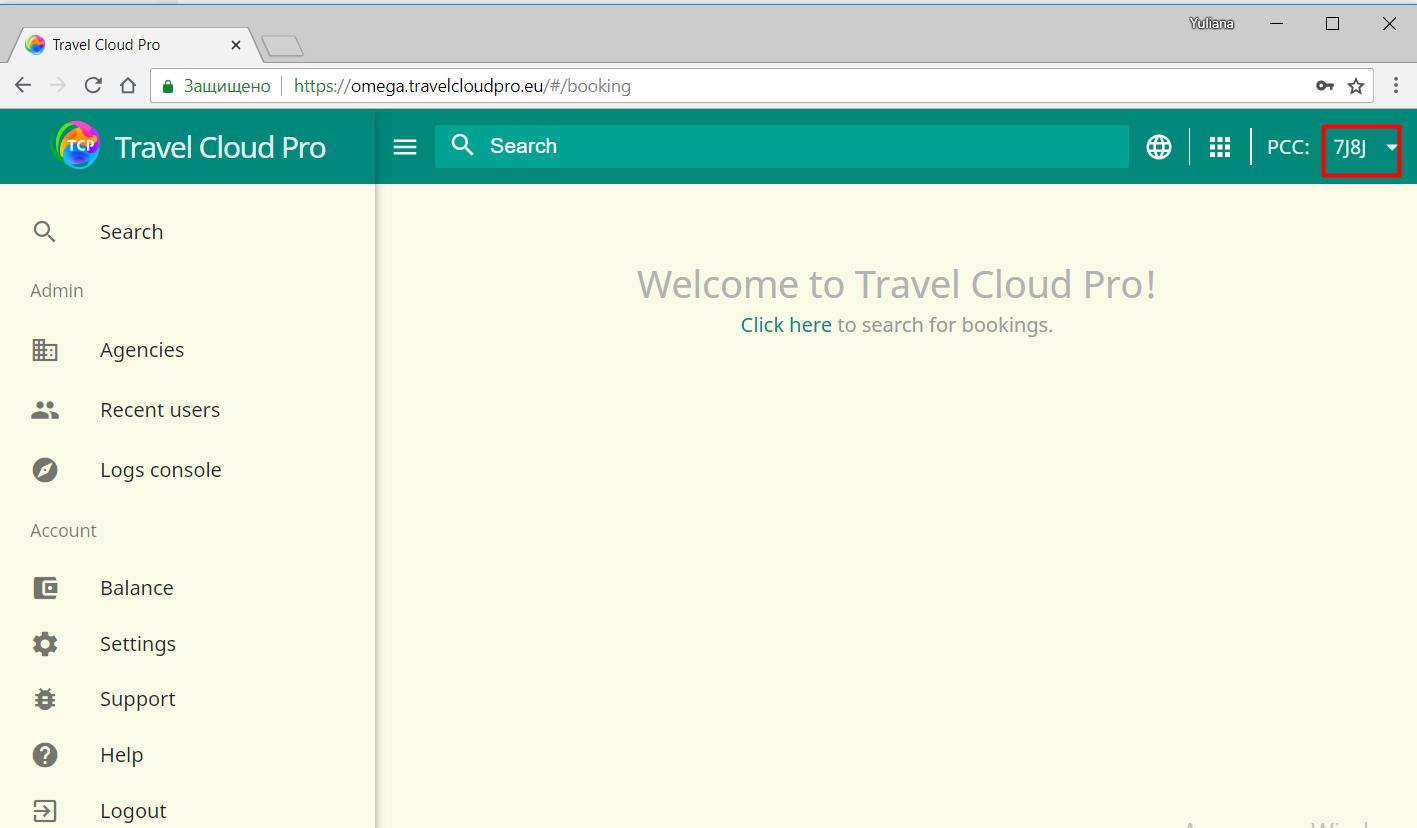 Yuliana
Travel Cloud Pro
Защищено https://omega.travelcloudpro.eu/#/booking
TCP Travel Cloud Pro Search PCC: 7J8J
Search
Admin
Agencies
Recent users
Logs console
Account
Balance
Settings
Support
Help
Logout
Welcome to Travel Cloud Pro!
Click here to search for bookings.